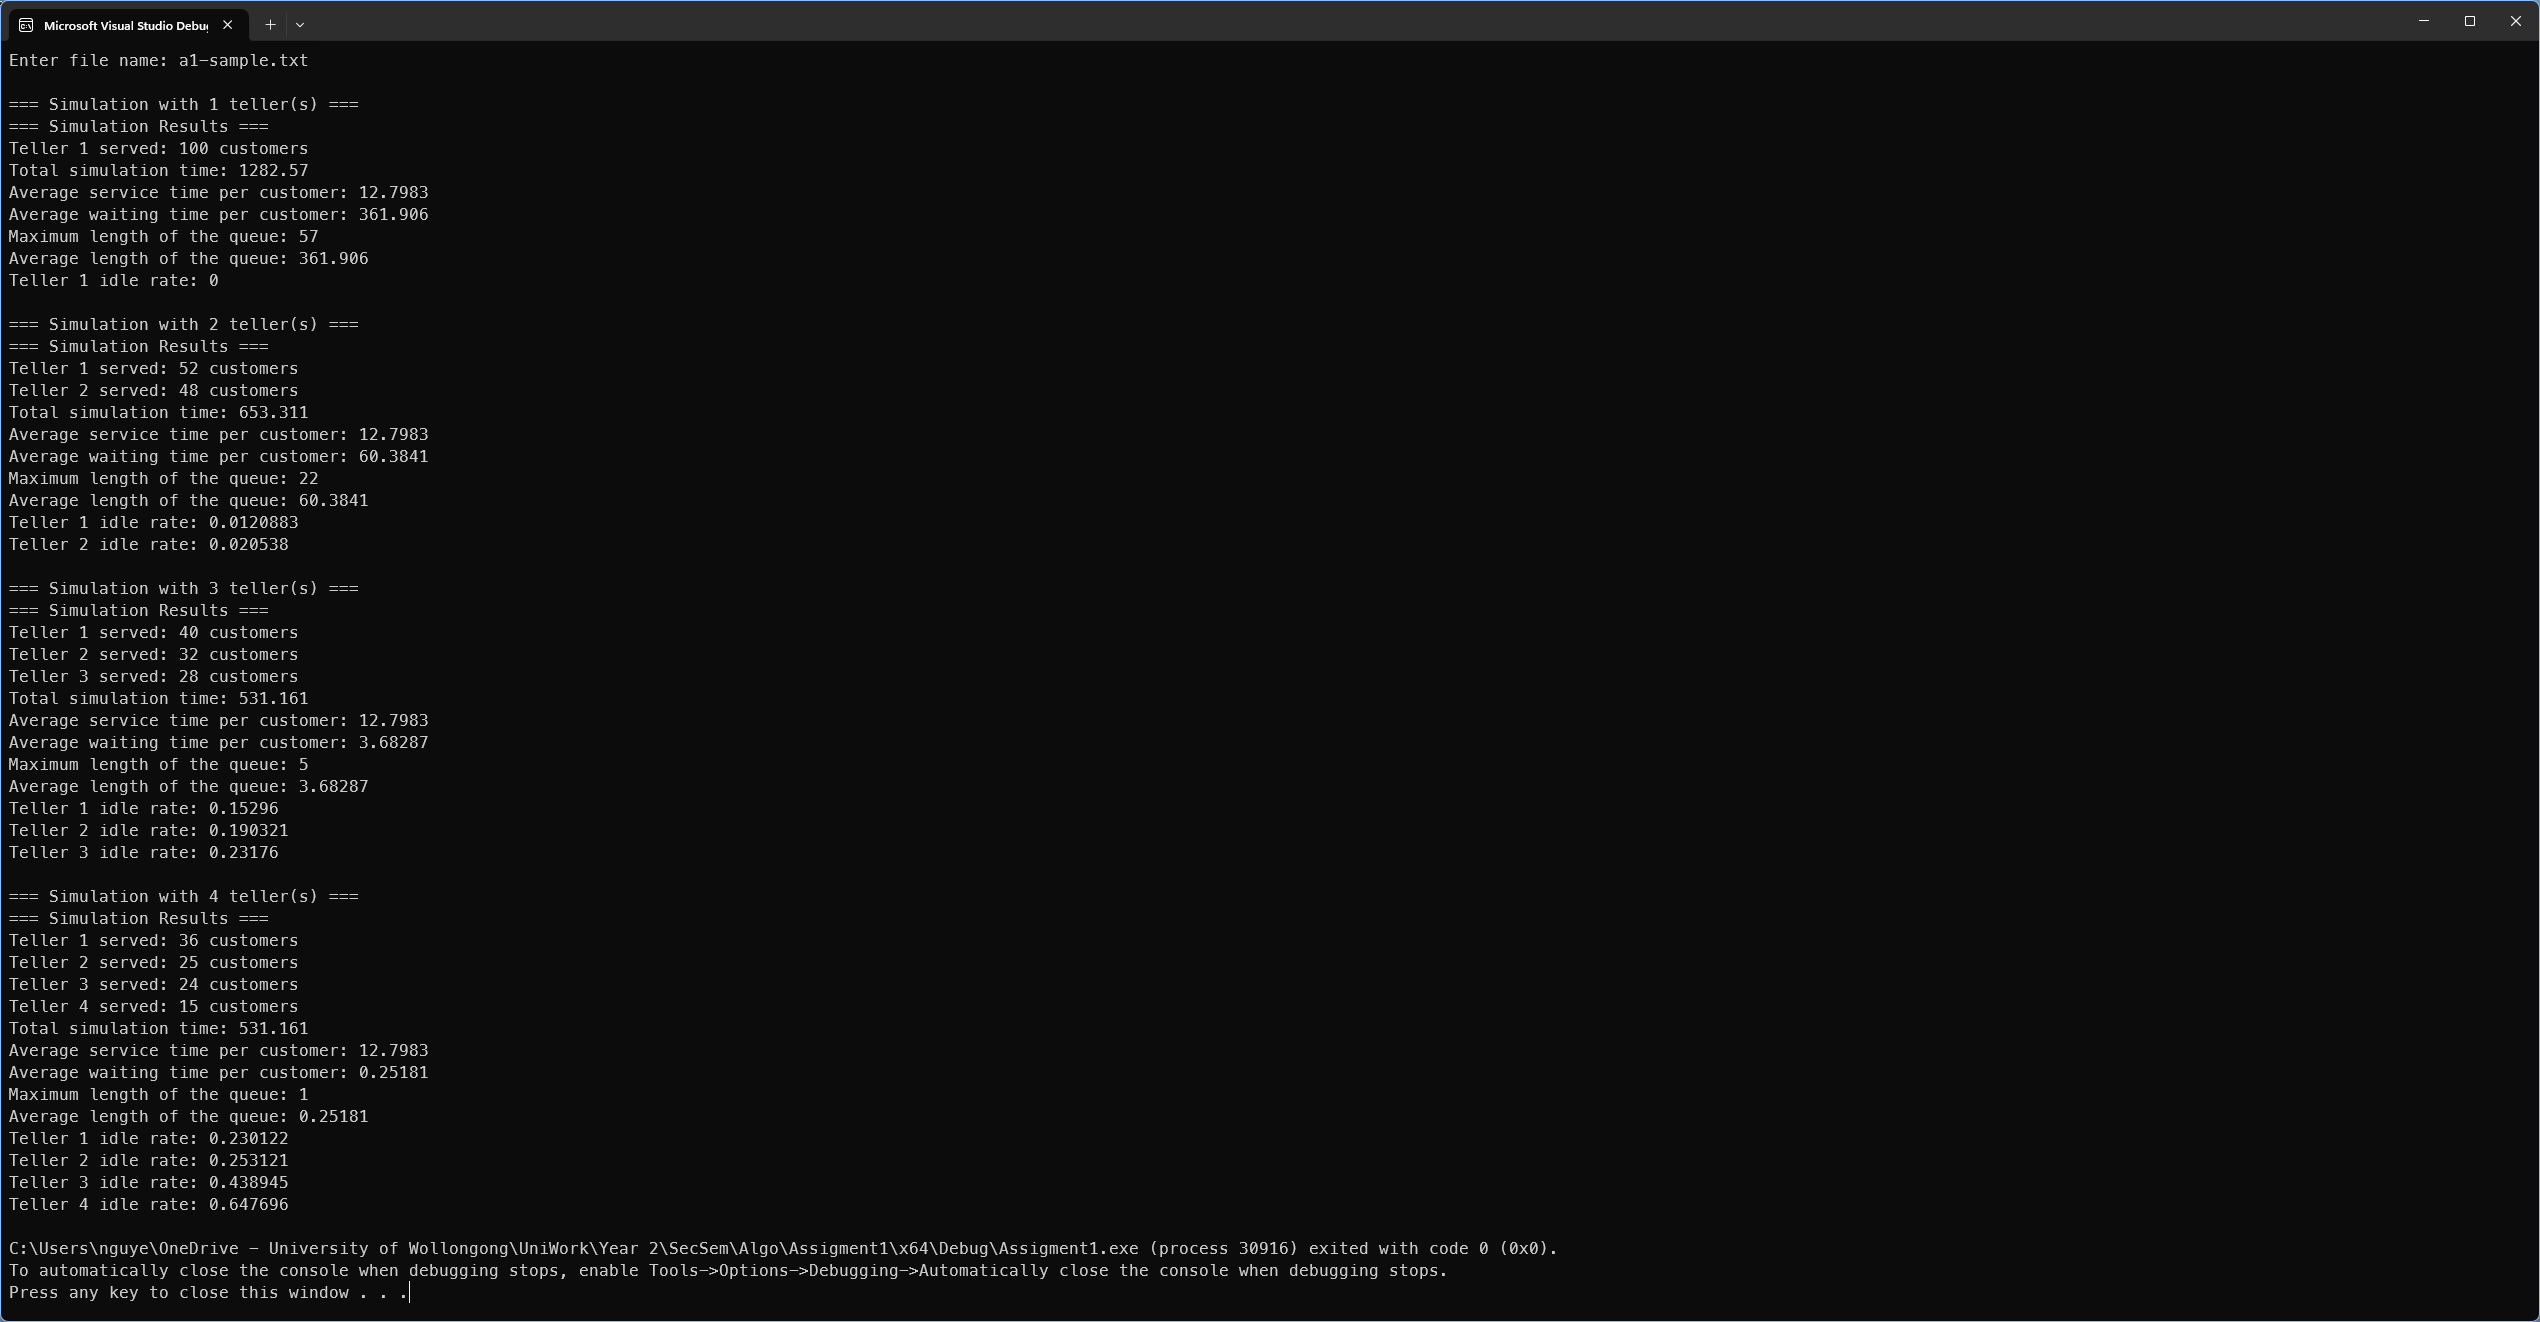 Microsoft Visual Studio Debu
Enter file name: a1-sample.txt
=== Simulation with 1 teller(s) ===
=== Simulation Results ===
Teller 1 served: 100 customers
Total simulation time: 1282.57
Average service time per customer: 12.7983
Average waiting time per customer: 361.906
Maximum length of the queue: 57
Average length of the queue: 361.906
Teller 1 idle rate: 0
=== Simulation with 2 teller(s) ===
=== Simulation Results ===
Teller 1 served: 52 customers
Teller 2 served: 48 customers
Total simulation time: 653.311
Average service time per customer: 12.7983
Average waiting time per customer: 60.3841
Maximum length of the queue: 22
Average length of the queue: 60.3841
Teller 1 idle rate: 0.0120883
Teller 2 idle rate: 0.020538
=== Simulation with 3 teller(s) ===
=== Simulation Results ===
Teller 1 served: 40 customers
Teller 2 served: 32 customers
Teller 3 served: 28 customers
Total simulation time: 531.161
Average service time per customer: 12.7983
Average waiting time per customer: 3.68287
Maximum length of the queue: 5
Average length of the queue: 3.68287
Teller 1 idle rate: 0.15296
Teller 2 idle rate: 0.190321
Teller 3 idle rate: 0.23176
=== Simulation with 4 teller(s) ===
=== Simulation Results ===
Teller 1 served: 36 customers
Teller 2 served: 25 customers
Teller 3 served: 24 customers
Teller 4 served: 15 customers
Total simulation time: 531.161
Average service time per customer: 12.7983
Average waiting time per customer: 0.25181
Maximum length of the queue: 1
Average length of the queue: 0.25181
Teller 1 idle rate: 0.230122
Teller 2 idle rate: 0.253121
Teller 3 idle rate: 0.438945
Teller 4 idle rate: 0.647696
C:\Users\nguye\OneDrive - University of Wollongong\UniWork\Year 2\SecSem\Algo\Assigment1\x64\Debug\Assigment1.exe (process 30916) exited with code 0 (0x0).
To automatically close the console when debugging stops, enable Tools->Options->Debugging->Automatically close the console when debugging stops.
Press any key to close this window . . .